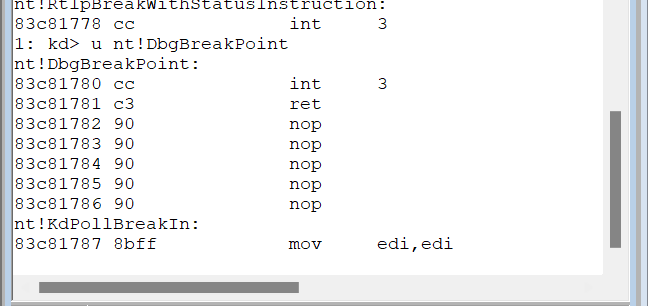 nt!RtlpBreakWithStatusInstruction:
83c81778 cc int 3
1: kd> u nt!DbgBreakPoint
nt!DbgBreakPoint:
83c81780 cc int 3
83c81781 c3 ret
83c81782 90 nop
83c81783 90 nop
83c81784 90 nop
83c81785 90 nop
83c81786 90 nop
nt!KdPollBreakIn:
83c81787 8bff mov edi,edi